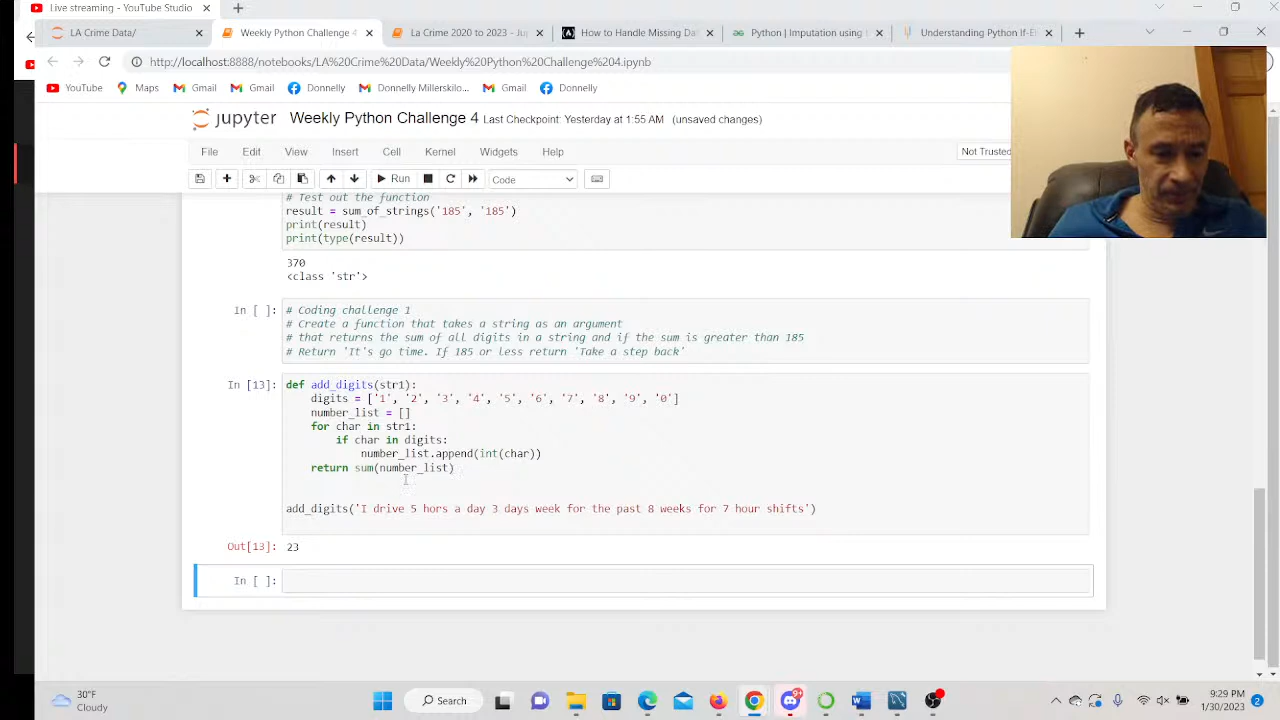 Live streaming - YouTube Studio
LA Crime Data/
Weekly Python Challenge 4
La Crime 2020 to 2023 - Ju
How to Handle Missing Da
Python | Imputation using t
Understanding Python If-El
http://localhost:8888/notebooks/LA%20Crime%20Data/Weekly%20Python%20Challenge%204.ipynb
YouTube Maps Gmail Gmail Donnelly Donnelly Millerskilo... Gmail Donnelly
jupyter Weekly Python Challenge 4 Last Checkpoint: Yesterday at 1:55 AM (unsaved changes)
File Edit View Insert Cell Kernel Widgets Help Not Trusted
Run Code
# Test out the function
result = sum_of_strings('185', '185')
print(result)
print(type(result))
370
<class 'str'>
In [ ]: # Coding challenge 1
# Create a function that takes a string as an argument
# that returns the sum of all digits in a string and if the sum is greater than 185
# Return 'It's go time. If 185 or less return 'Take a step back'
In [13]: def add_digits(str1):
digits = ['1', '2', '3', '4', '5', '6', '7', '8', '9', '0']
number_list = []
for char in str1:
if char in digits:
number_list.append(int(char))
return sum(number_list)
add_digits('I drive 5 hors a day 3 days week for the past 8 weeks for 7 hour shifts')
Out[13]: 23
In [ ]:
30°F
Cloudy
Search
9:29 PM
1/30/2023
2